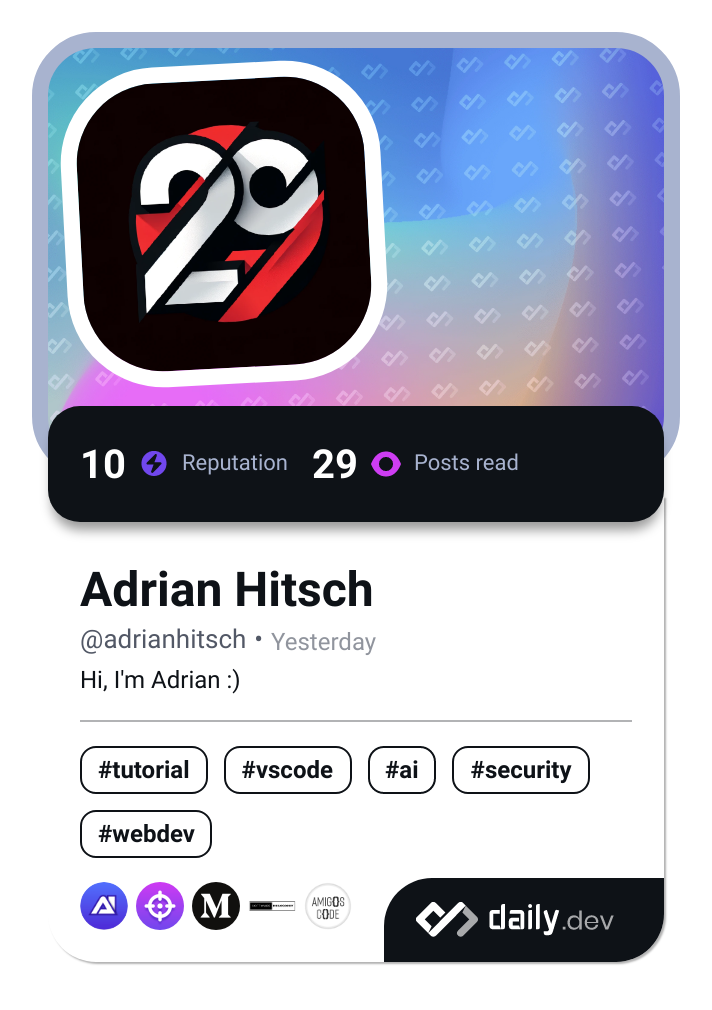 29
10 Reputation 29 Posts read
Adrian Hitsch
@adrianhitsch • Yesterday
Hi, I'm Adrian :)
#tutorial #vscode #ai #security
#webdev
M
AMIGOS
CODE
daily.dev